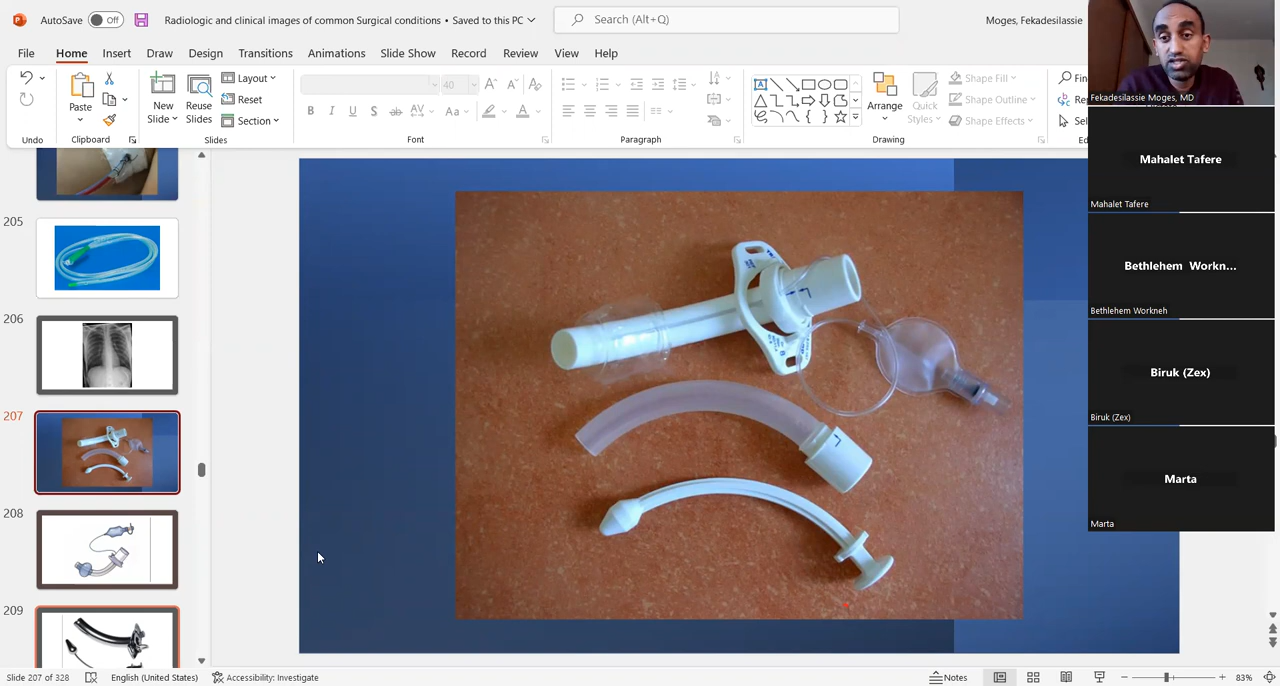 AutoSave Off Radiologic and clinical images of common Surgical conditions • Saved to this PC Search (Alt+Q) Moges, Fekadesilassie
File Home Insert Draw Design Transitions Animations Slide Show Record Review View Help
Undo
Paste
Clipboard
New Slide
Reuse Slides
Layout
Reset
Section
Slides
40
B I U S ab AV Aa A
Font
Paragraph
Arrange
Quick Styles
Shape Fill
Shape Outline
Shape Effects
Drawing
205
206
207
208
209
Fekadesilassie Moges, MD
Mahalet Tafere
Mahalet Tafere
Bethlehem Workn...
Bethlehem Workneh
Biruk (Zex)
Biruk (Zex)
Marta
Marta
Slide 207 of 328 English (United States) Accessibility: Investigate Notes 83%